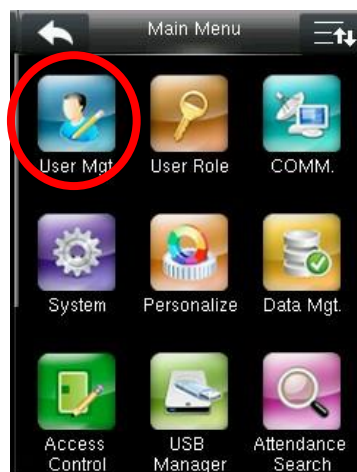 Main Menu
User Mgt.
User Role
COMM.
System
Personalize
Data Mgt.
Access
Control
USB
Manager
Attendance
Search